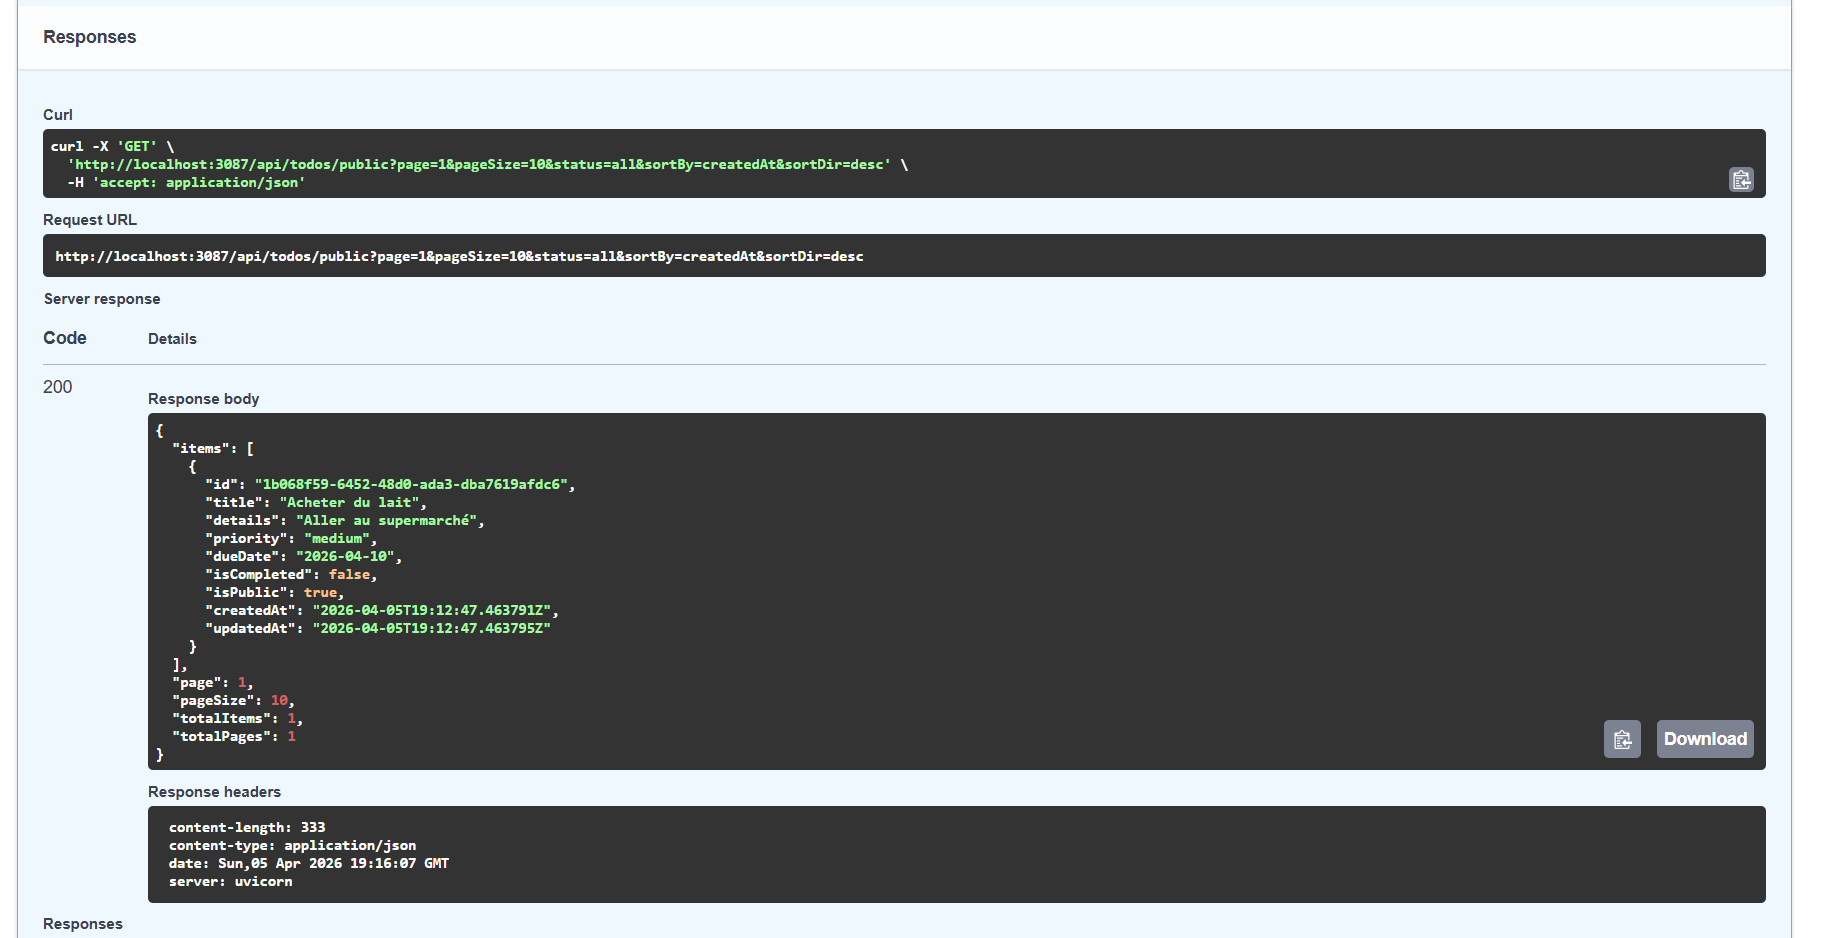 Responses
Curl
curl -X 'GET' \
  'http://localhost:3087/api/todos/public?page=1&pageSize=10&status=all&sortBy=createdAt&sortDir=desc' \
  -H 'accept: application/json'
Request URL
http://localhost:3087/api/todos/public?page=1&pageSize=10&status=all&sortBy=createdAt&sortDir=desc
Server response
Code Details
200
Response body
{
  "items": [
    {
      "id": "1b068f59-6452-48d0-ada3-dba7619afdc6",
      "title": "Acheter du lait",
      "details": "Aller au supermarché",
      "priority": "medium",
      "dueDate": "2026-04-10",
      "isCompleted": false,
      "isPublic": true,
      "createdAt": "2026-04-05T19:12:47.463791Z",
      "updatedAt": "2026-04-05T19:12:47.463795Z"
    }
  ],
  "page": 1,
  "pageSize": 10,
  "totalItems": 1,
  "totalPages": 1
}
Download
Response headers
content-length: 333
content-type: application/json
date: Sun,05 Apr 2026 19:16:07 GMT
server: uvicorn
Responses